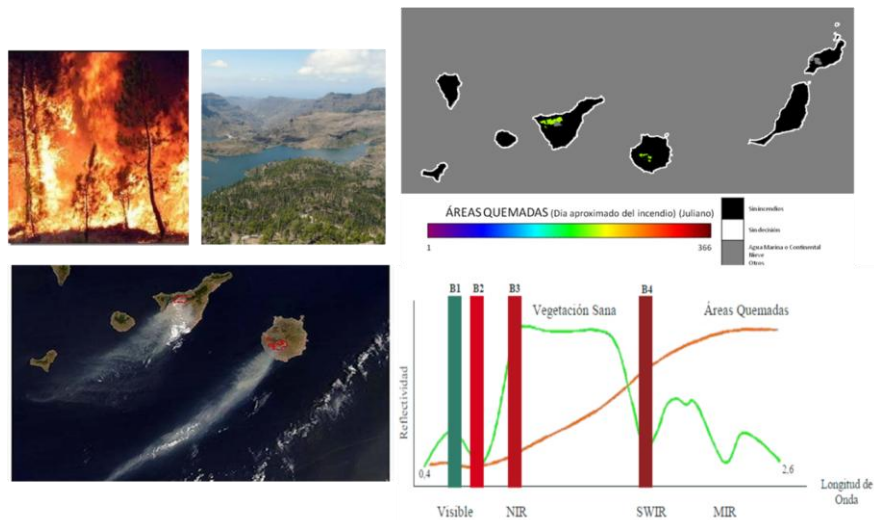 ÁREAS QUEMADAS (Día aproximado del incendio) (Juliano)
1
366
Sin incendios
Sin decisión
Agua Marina o Continental
Nieve
Otros
B1
B2
B3
B4
Vegetación Sana
Áreas Quemadas
Reflectividad
0,4
2,6
Longitud de
Onda
Visible
NIR
SWIR
MIR